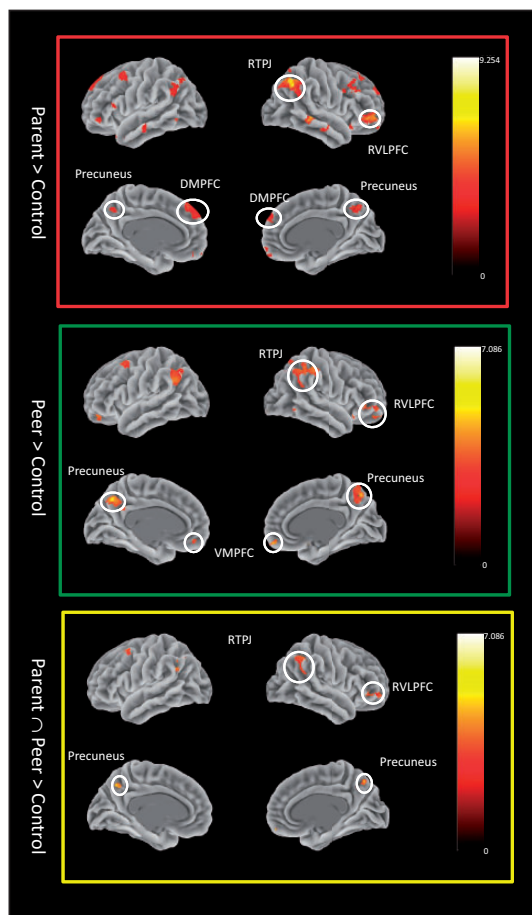 Parent > Control
RTPJ
9.254
RVLPFC
Precuneus
DMPFC
DMPFC
Precuneus
0
Peer > Control
RTPJ
7.086
RVLPFC
Precuneus
Precuneus
VMPFC
0
Parent ∩ Peer > Control
RTPJ
7.086
RVLPFC
Precuneus
Precuneus
0